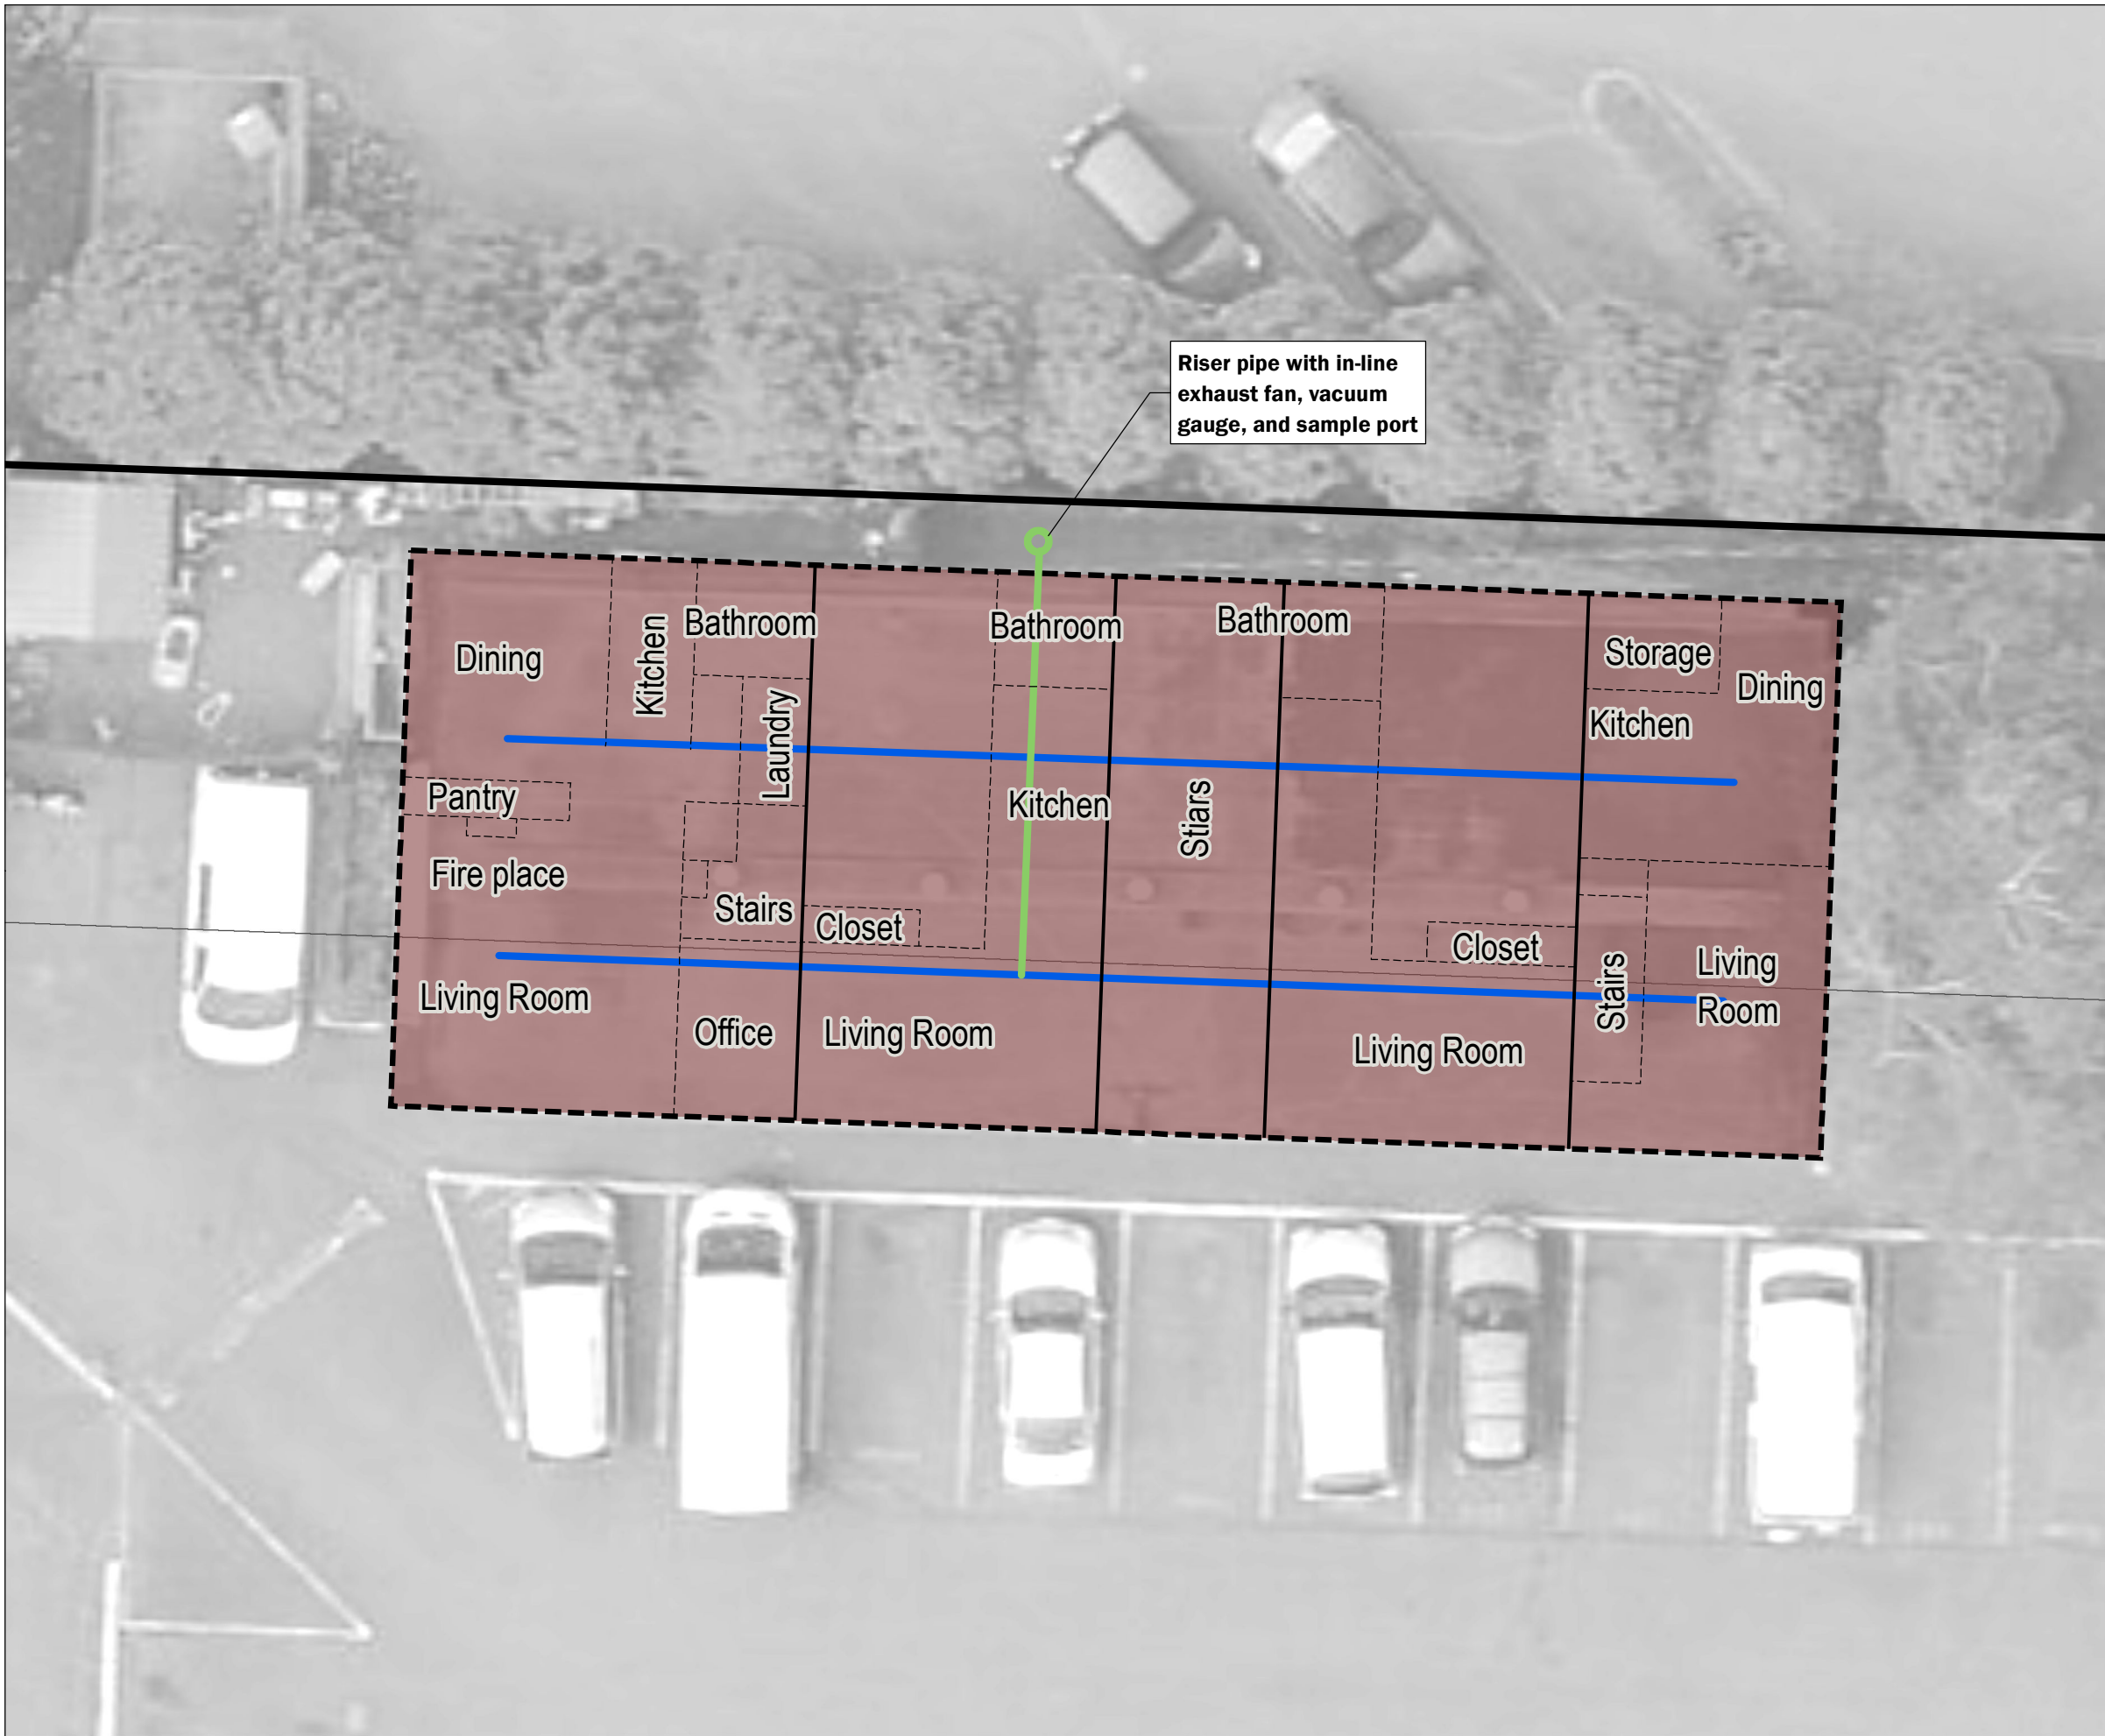 Riser pipe with in-line
exhaust fan, vacuum
gauge, and sample port
Dining
Kitchen
Bathroom
Laundry
Bathroom
Bathroom
Storage
Dining
Kitchen
Pantry
Kitchen
Stiars
Fire place
Stairs
Closet
Closet
Stairs
Living
Room
Living Room
Office
Living Room
Living Room